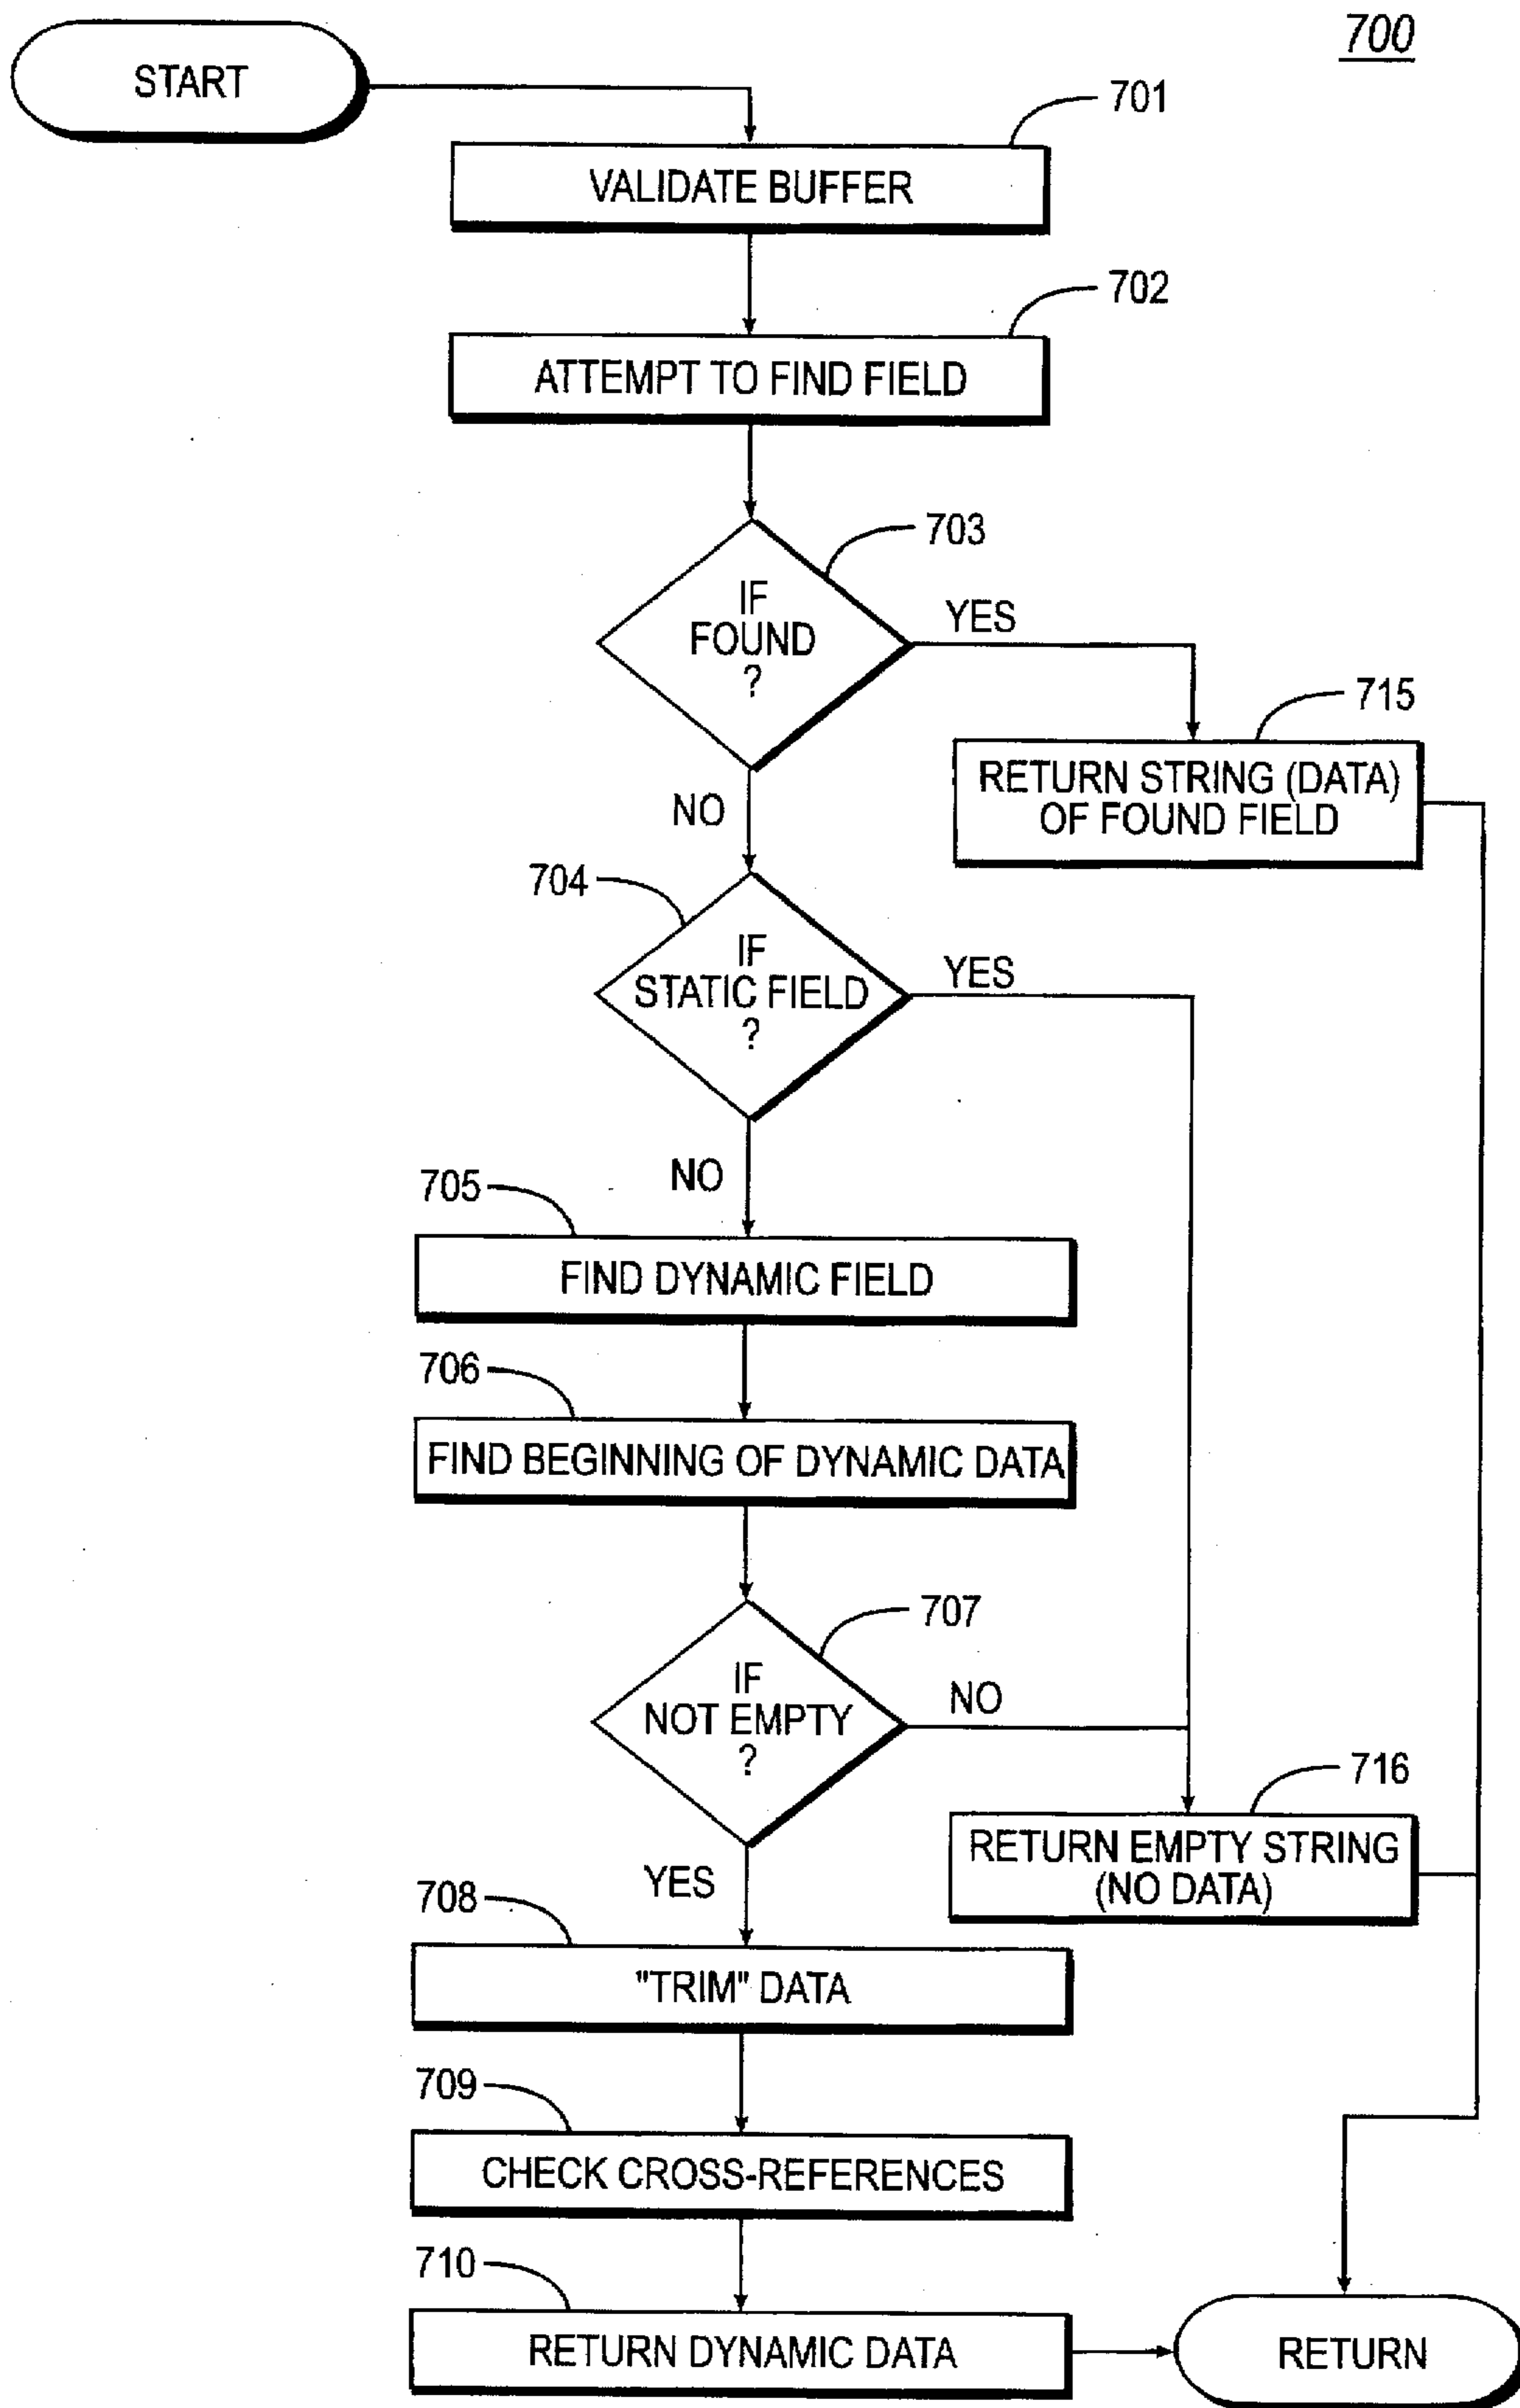 700
START
701
VALIDATE BUFFER
702
ATTEMPT TO FIND FIELD
703
IF
FOUND
?
YES
NO
715
RETURN STRING (DATA)
OF FOUND FIELD
704
IF
STATIC FIELD
?
YES
NO
705
FIND DYNAMIC FIELD
706
FIND BEGINNING OF DYNAMIC DATA
707
IF
NOT EMPTY
?
NO
YES
716
RETURN EMPTY STRING
(NO DATA)
708
"TRIM" DATA
709
CHECK CROSS-REFERENCES
710
RETURN DYNAMIC DATA
RETURN